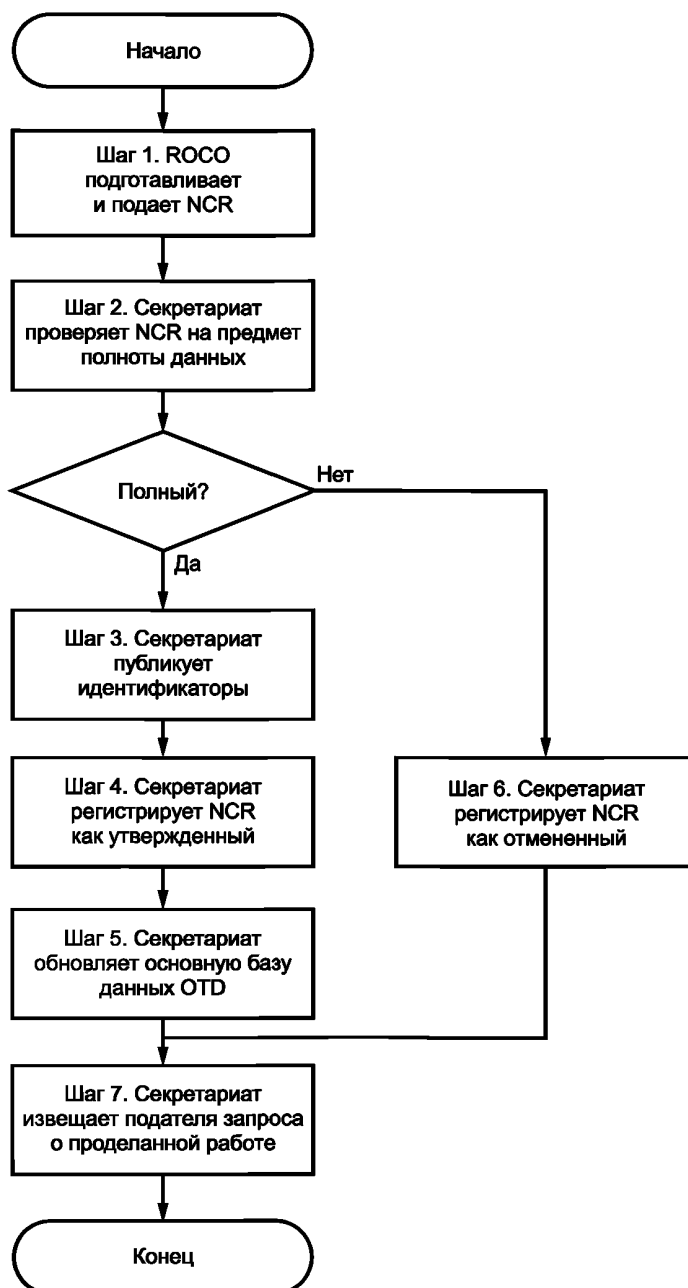 Начало
Шаг 1. ROCO
подготавливает
и подает NCR
Шаг 2. Секретариат
проверяет NCR на предмет
полноты данных
Полный?
Нет
Да
Шаг 3. Секретариат
публикует
идентификаторы
Шаг 4. Секретариат
регистрирует NCR
как утвержденный
Шаг 6. Секретариат
регистрирует NCR
как отмененный
Шаг 5. Секретариат
обновляет основную базу
данных OTD
Шаг 7. Секретариат
извещает подателя запроса
о проделанной работе
Конец